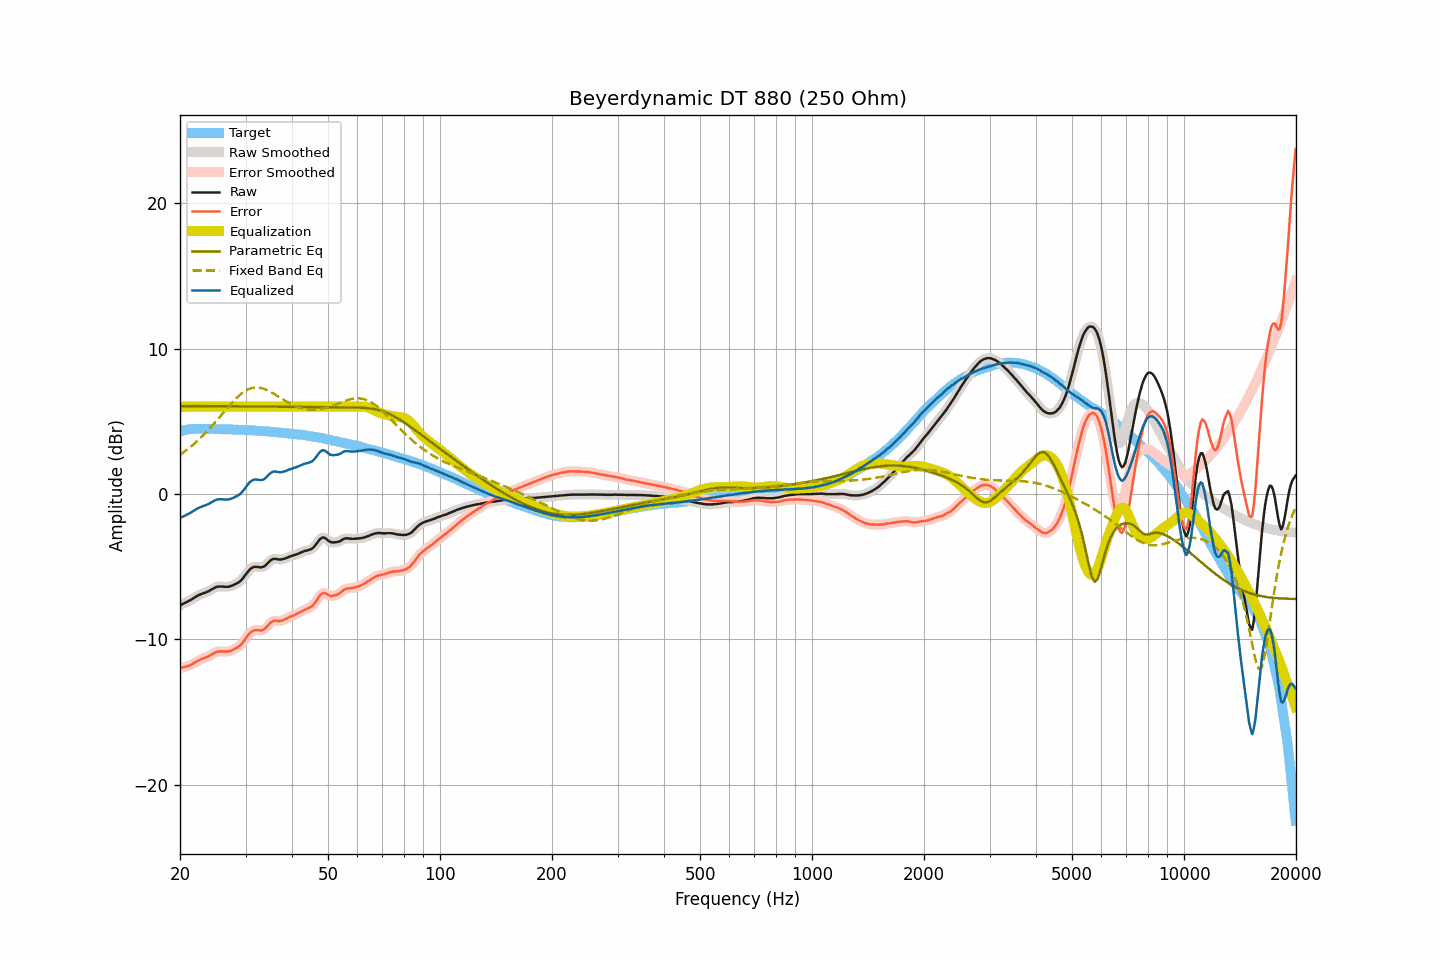 Beyerdynamic DT 880 (250 Ohm)
Target
Raw Smoothed
Error Smoothed
Raw
Error
Equalization
Parametric Eq
Fixed Band Eq
Equalized
Amplitude (dBr)
20
10
0
−10
−20
20 50 100 200 500 1000 2000 5000 10000 20000
Frequency (Hz)